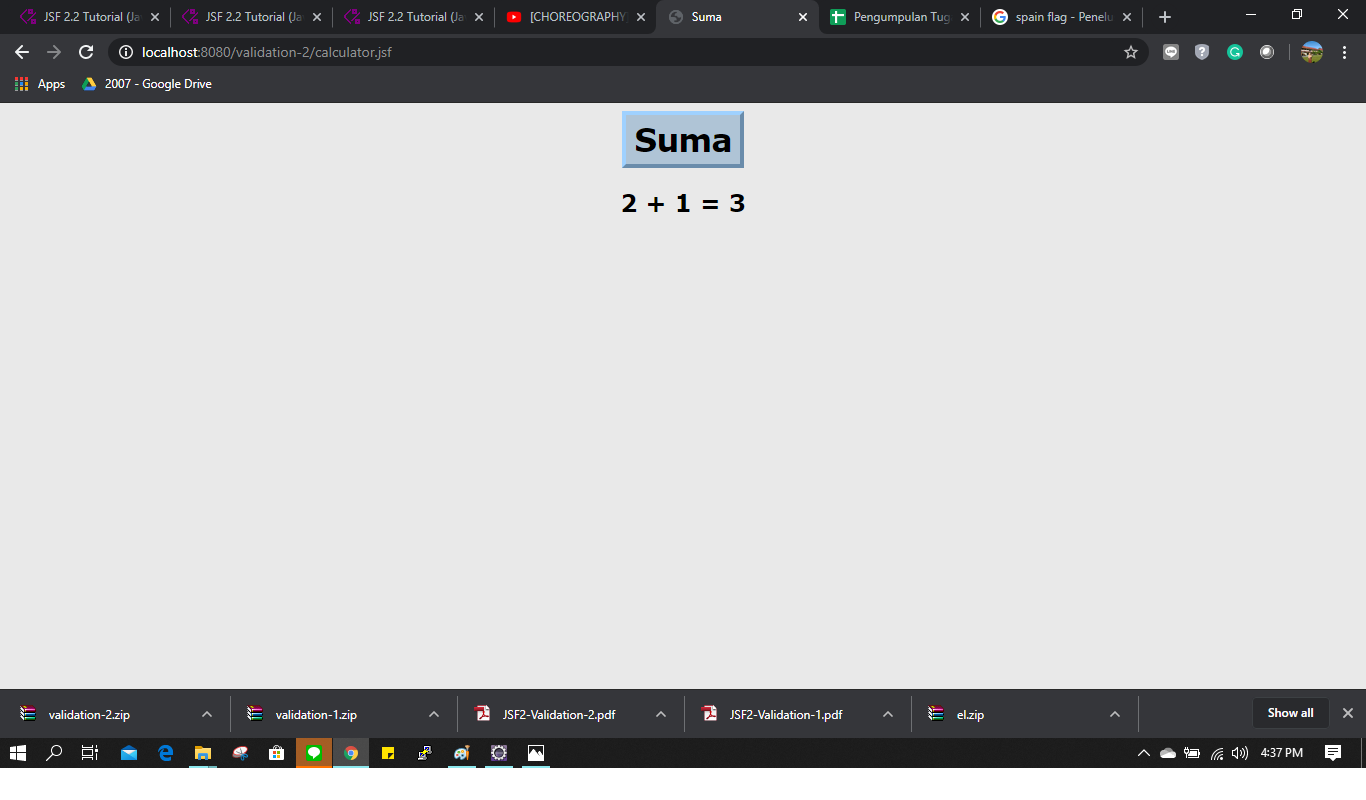 JSF 2.2 Tutorial (Ja
JSF 2.2 Tutorial (Ja
JSF 2.2 Tutorial (Ja
[CHOREOGRAPHY]
Suma
Pengumpulan Tug
spain flag - Penelu
localhost:8080/validation-2/calculator.jsf
Apps
2007 - Google Drive
Suma
2 + 1 = 3
validation-2.zip
validation-1.zip
JSF2-Validation-2.pdf
JSF2-Validation-1.pdf
el.zip
Show all
4:37 PM